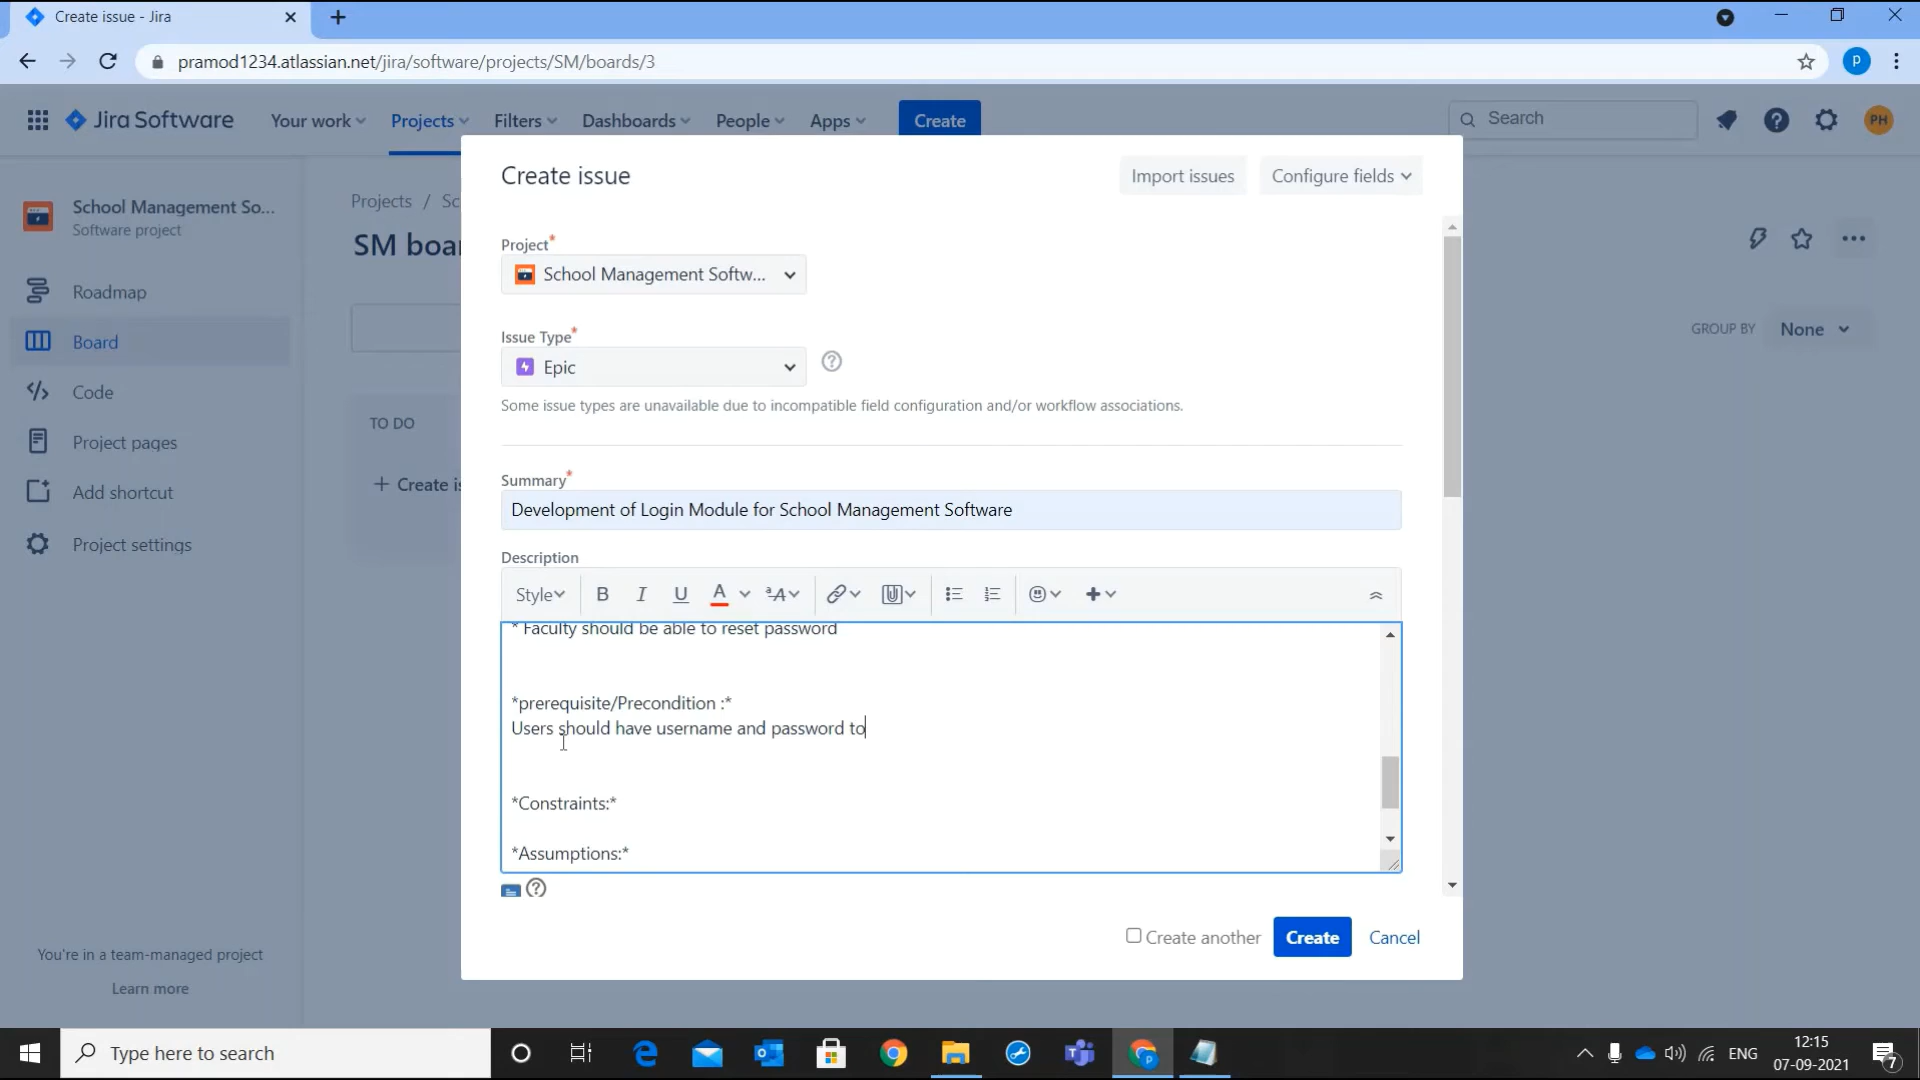 Create issue - Jira
pramod1234.atlassian.net/jira/software/projects/SM/boards/3
P
Jira Software
Your work
Projects
Filters
Dashboards
People
Apps
Create
Search
PH
School Management So...
Software project
Roadmap
Board
Code
Project pages
Add shortcut
Project settings
You're in a team-managed project
Learn more
Projects / Sc
SM boa
GROUP BY None
TO DO
+ Create i
Create issue
Import issues
Configure fields
Project*
School Management Softw...
Issue Type*
Epic
Some issue types are unavailable due to incompatible field configuration and/or workflow associations.
Summary*
Development of Login Module for School Management Software
Description
Style B I U A ªA
* Faculty should be able to reset password
*prerequisite/Precondition :*
Users should have username and password to
*Constraints:*
*Assumptions:*
Create another
Create
Cancel
Type here to search
ENG
12:15
07-09-2021
7